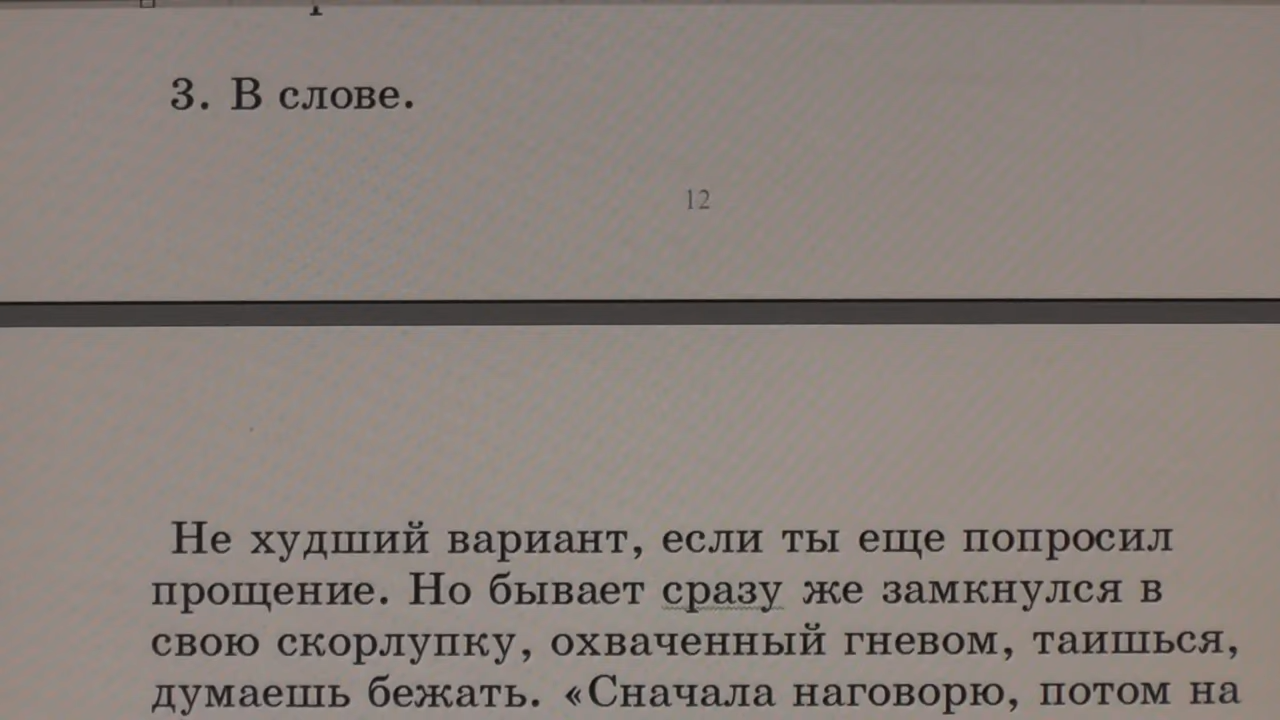 3. В слове.
12
Не худший вариант, если ты еще попросил
прощение. Но бывает сразу же замкнулся в
свою скорлупку, охваченный гневом, таишься,
думаешь бежать. «Сначала наговорю, потом на